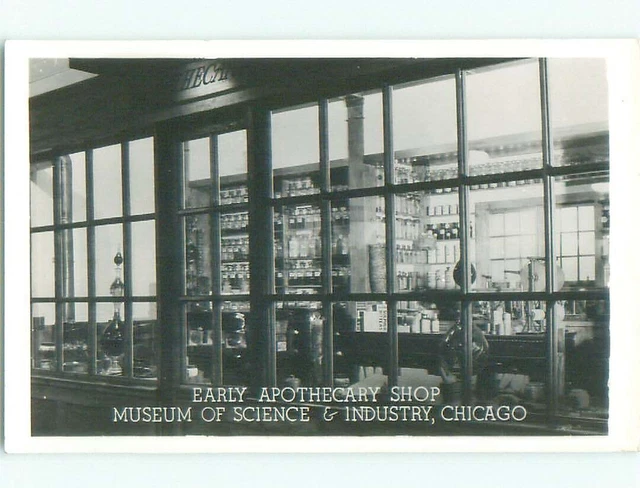 EARLY APOTHECARY SHOP
MUSEUM OF SCIENCE & INDUSTRY, CHICAGO